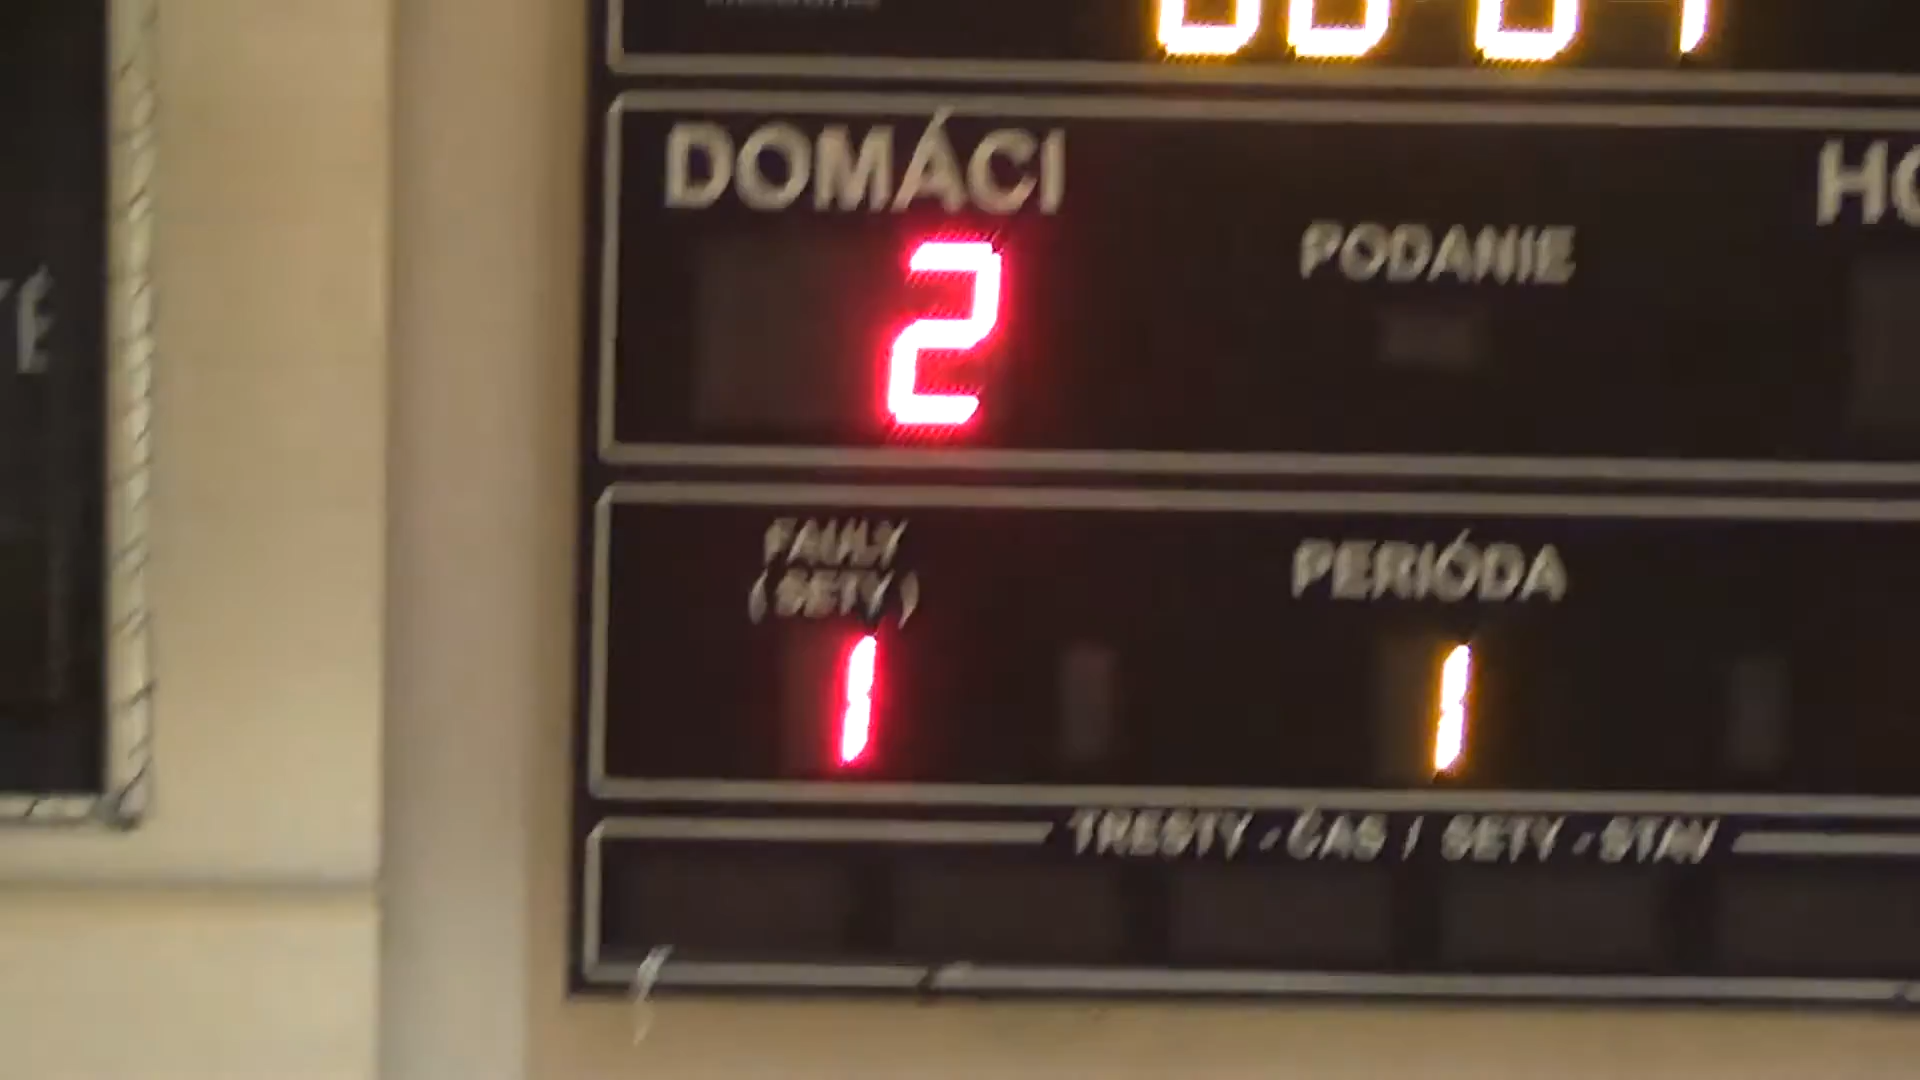 DOMÁCI
PODANIE
2
FAULY
(SETY)
PERIÓDA
1
1
TRESTY - ČAS / SETY - STAV